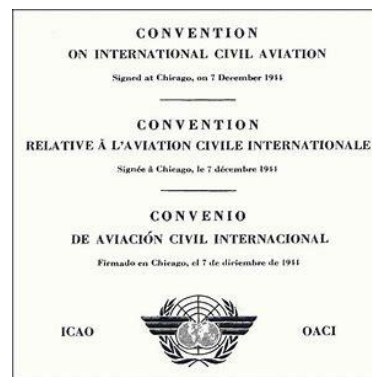 CONVENTION
ON INTERNATIONAL CIVIL AVIATION
Signed at Chicago, on 7 December 1944
CONVENTION
RELATIVE À L'AVIATION CIVILE INTERNATIONALE
Signée à Chicago, le 7 décembre 1944
CONVENIO
DE AVIACIÓN CIVIL INTERNACIONAL
Firmado en Chicago, el 7 de diciembre de 1944
ICAO OACI